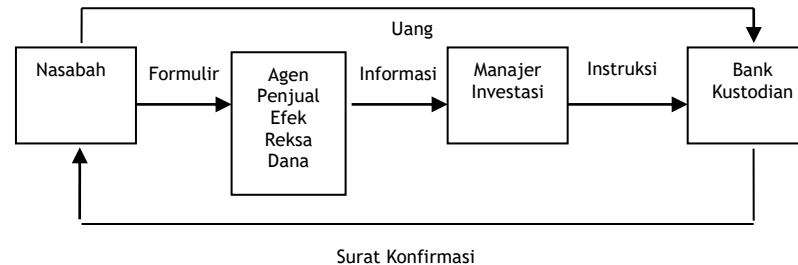 Uang
Nasabah
Formulir
Agen
Penjual
Efek
Reksa
Dana
Informasi
Manajer
Investasi
Instruksi
Bank
Kustodian
Surat Konfirmasi